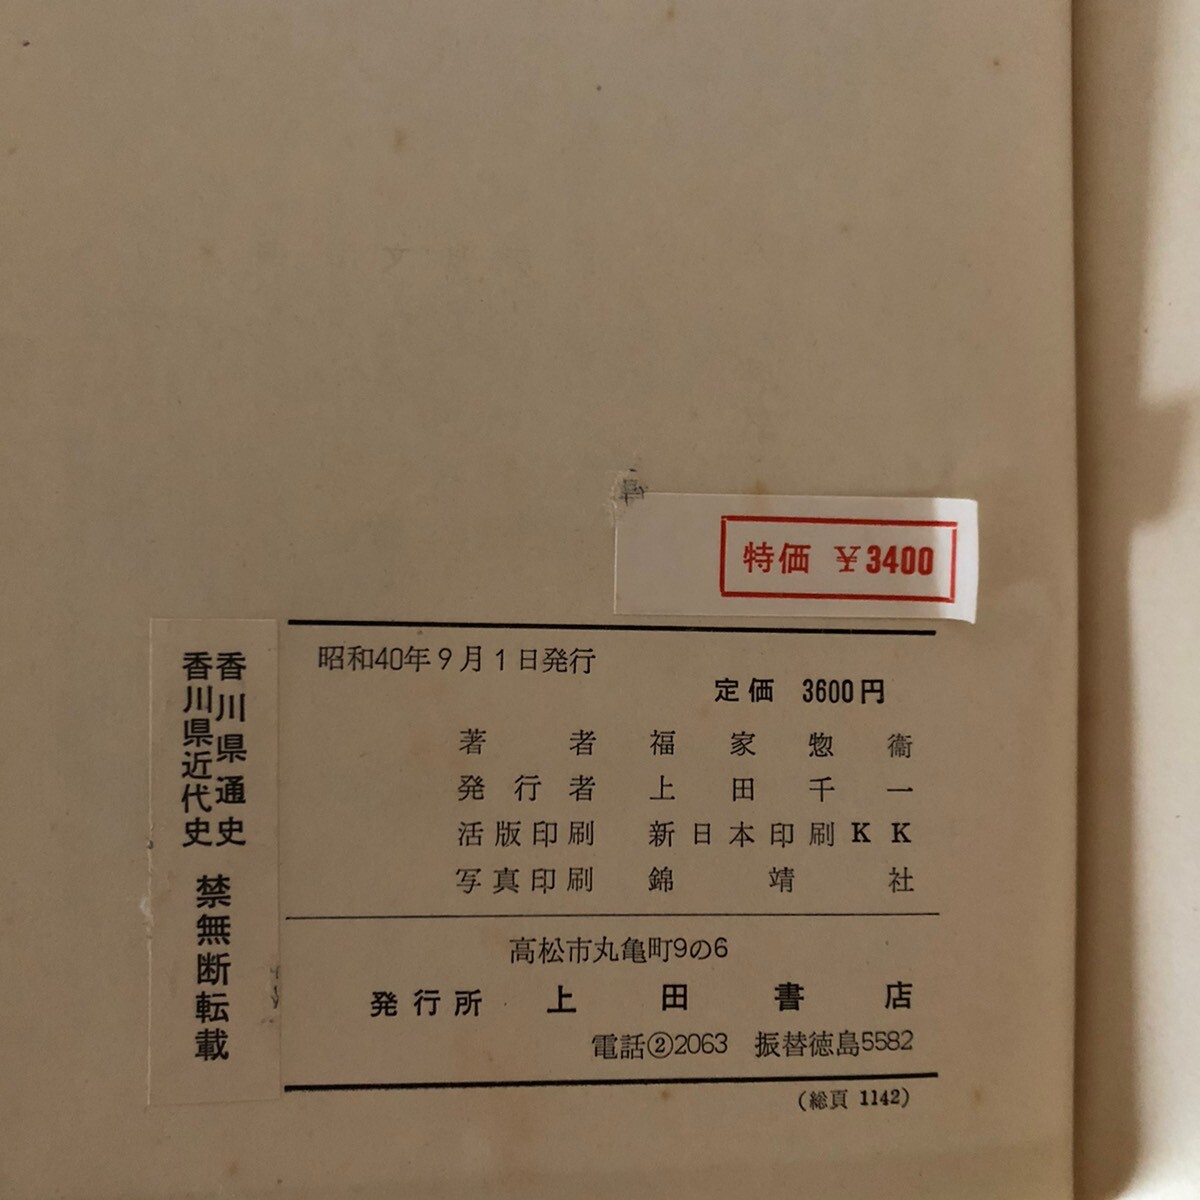 特価 ¥3400
香川県通史
香川県近代史
禁無断転載
昭和40年9月1日発行
定価 3600円
著者 福家惣衞
発行者 上田千一
活版印刷 新日本印刷KK
写真印刷 錦靖社
高松市丸亀町9の6
発行所 上田書店
電話②2063 振替徳島5582
(総頁 1142)